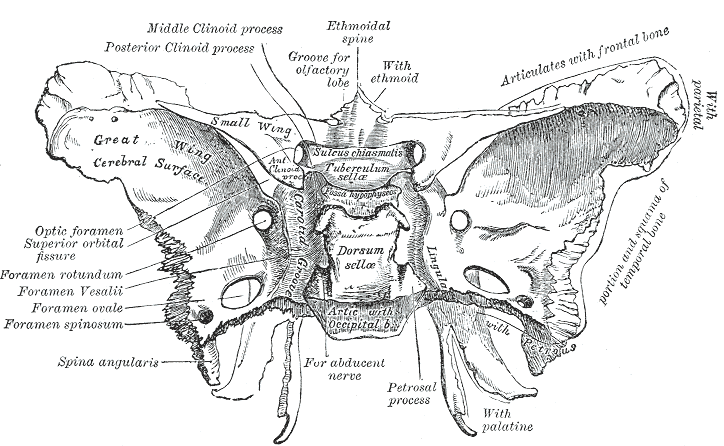 Middle Clinoid process
Posterior Clinoid process
Ethmoidal
spine
Groove for
olfactory
lobe
With
ethmoid
Articulates with frontal bone
With
parietal
Small Wing
Great
Wing
Cerebral Surface
Ant.
Clinoid
proc.
Sulcus chiasmatis
Tuberculum
sellæ
Fossa hypophyseos
Carotid Groove
Dorsum
sellæ
Lingula
Optic foramen
Superior orbital
fissure
Foramen rotundum
Foramen Vesalii
Foramen ovale
Foramen spinosum
Spina angularis
Artic. with
Occipital b.
For abducent
nerve
Petrosal
process
With
palatine
with
Petrous
portion and squama of
temporal bone